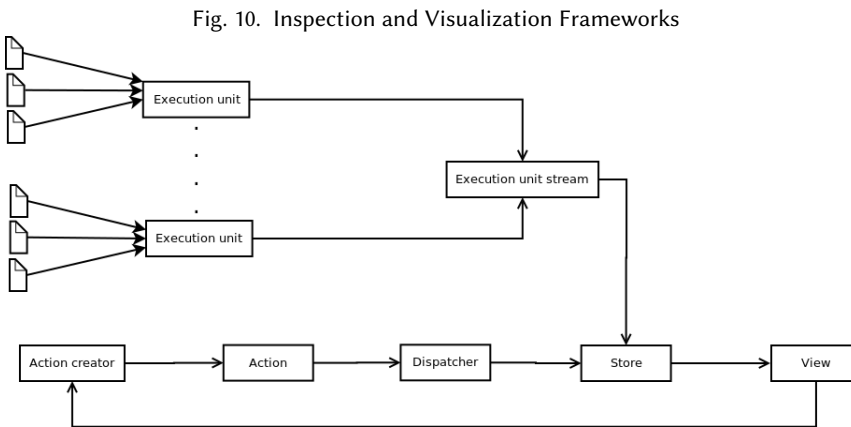 Fig. 10. Inspection and Visualization Frameworks
Execution unit
Execution unit stream
Execution unit
Action creator
Action
Dispatcher
Store
View